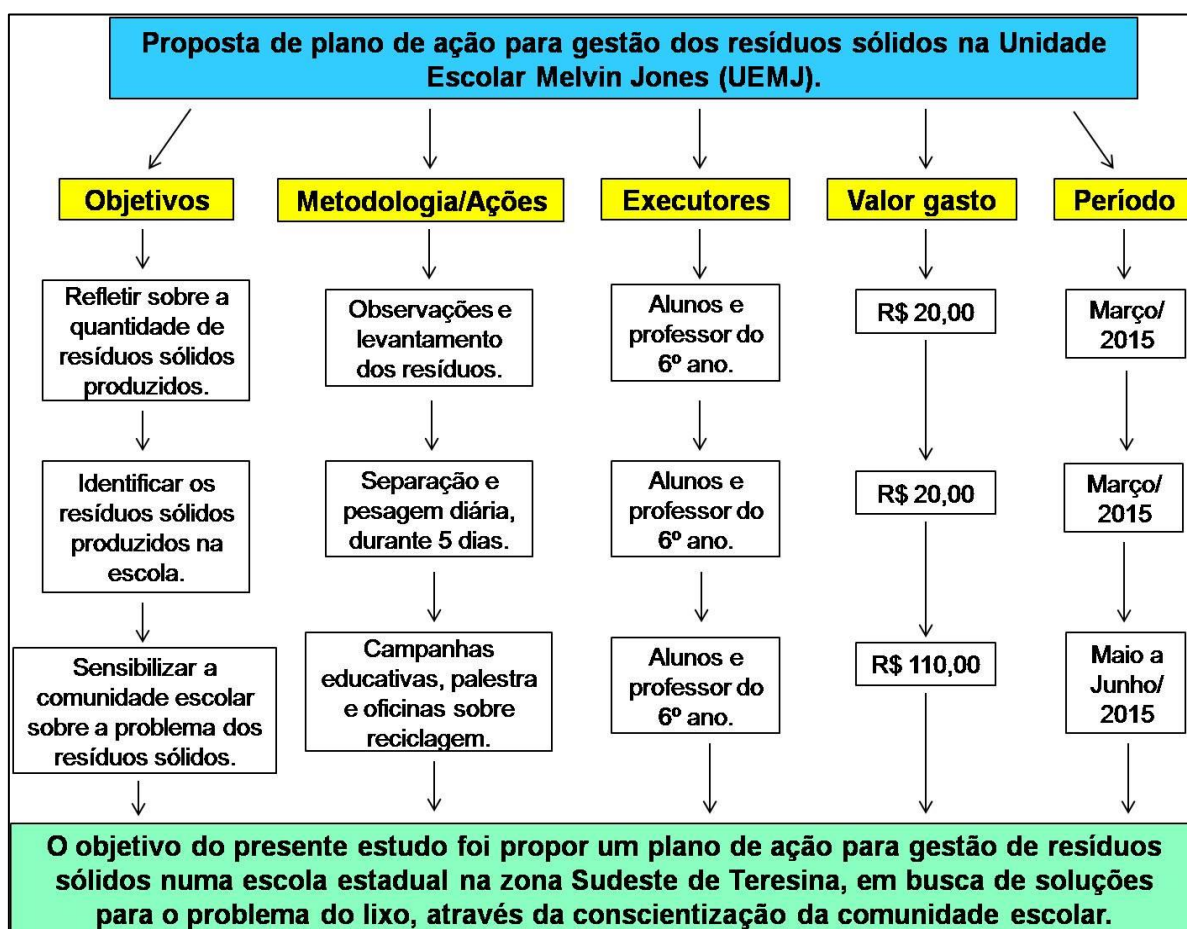 Proposta de plano de ação para gestão dos resíduos sólidos na Unidade
Escolar Melvin Jones (UEMJ).
Objetivos
Metodologia/Ações
Executores
Valor gasto
Período
Refletir sobre a
quantidade de
resíduos sólidos
produzidos.
Observações e
levantamento
dos resíduos.
Alunos e
professor do
6º ano.
R$ 20,00
Março/
2015
Identificar os
resíduos sólidos
produzidos na
escola.
Separação e
pesagem diária,
durante 5 dias.
Alunos e
professor do
6º ano.
R$ 20,00
Março/
2015
Sensibilizar a
comunidade escolar
sobre a problema dos
resíduos sólidos.
Campanhas
educativas, palestra
e oficinas sobre
reciclagem.
Alunos e
professor do
6º ano.
R$ 110,00
Maio a
Junho/
2015
O objetivo do presente estudo foi propor um plano de ação para gestão de resíduos
sólidos numa escola estadual na zona Sudeste de Teresina, em busca de soluções
para o problema do lixo, através da conscientização da comunidade escolar.